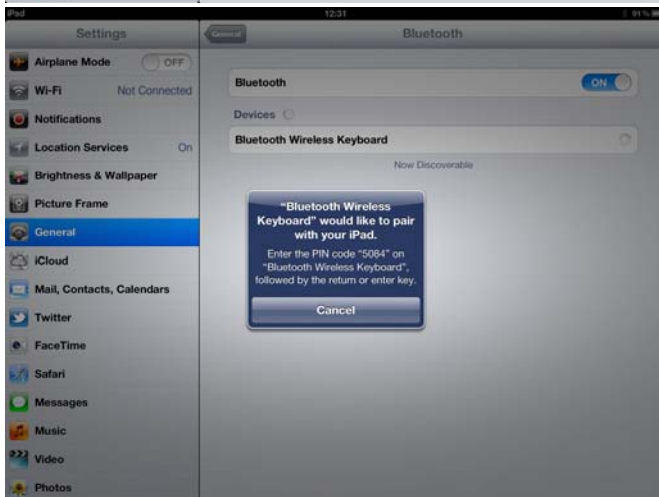 iPad
12:31
91%
Settings
General
Bluetooth
Airplane Mode
OFF
Wi-Fi
Not Connected
Notifications
Location Services
On
Brightness & Wallpaper
Picture Frame
General
iCloud
Mail, Contacts, Calendars
Twitter
FaceTime
Safari
Messages
Music
Video
Photos
Bluetooth
ON
Devices
Bluetooth Wireless Keyboard
Now Discoverable
"Bluetooth Wireless
Keyboard" would like to pair
with your iPad.
Enter the PIN code "5084" on
"Bluetooth Wireless Keyboard",
followed by the return or enter key.
Cancel